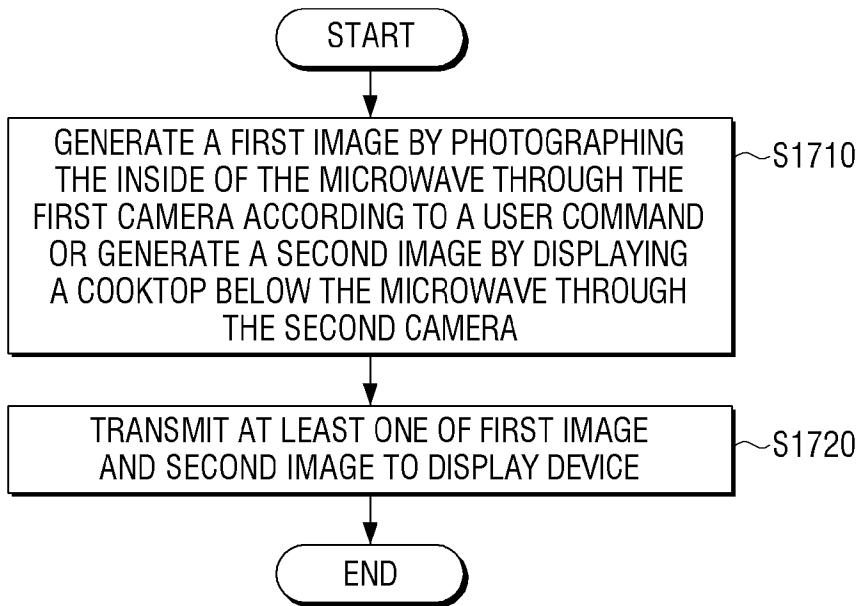 START
GENERATE A FIRST IMAGE BY PHOTOGRAPHING
THE INSIDE OF THE MICROWAVE THROUGH THE
FIRST CAMERA ACCORDING TO A USER COMMAND
OR GENERATE A SECOND IMAGE BY DISPLAYING
A COOKTOP BELOW THE MICROWAVE THROUGH
THE SECOND CAMERA
S1710
TRANSMIT AT LEAST ONE OF FIRST IMAGE
AND SECOND IMAGE TO DISPLAY DEVICE
S1720
END